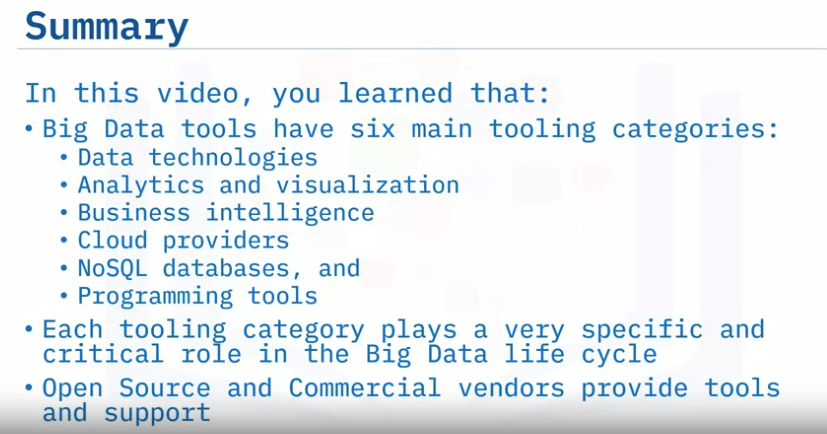 Summary
In this video, you learned that:
• Big Data tools have six main tooling categories:
• Data technologies
• Analytics and visualization
• Business intelligence
• Cloud providers
• NoSQL databases, and
• Programming tools
• Each tooling category plays a very specific and
critical role in the Big Data life cycle
• Open Source and Commercial vendors provide tools
and support